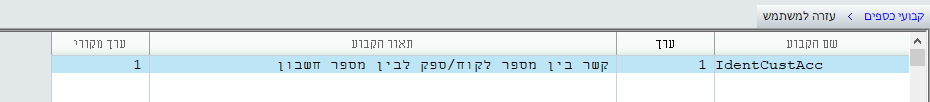 קבועי כספים > עזרה למשתמש
שם הקבוע ערך תאור הקבוע ערך מקורי
IdentCustAcc 1 קשר בין מספר לקוח/ספק לבין מספר חשבון 1